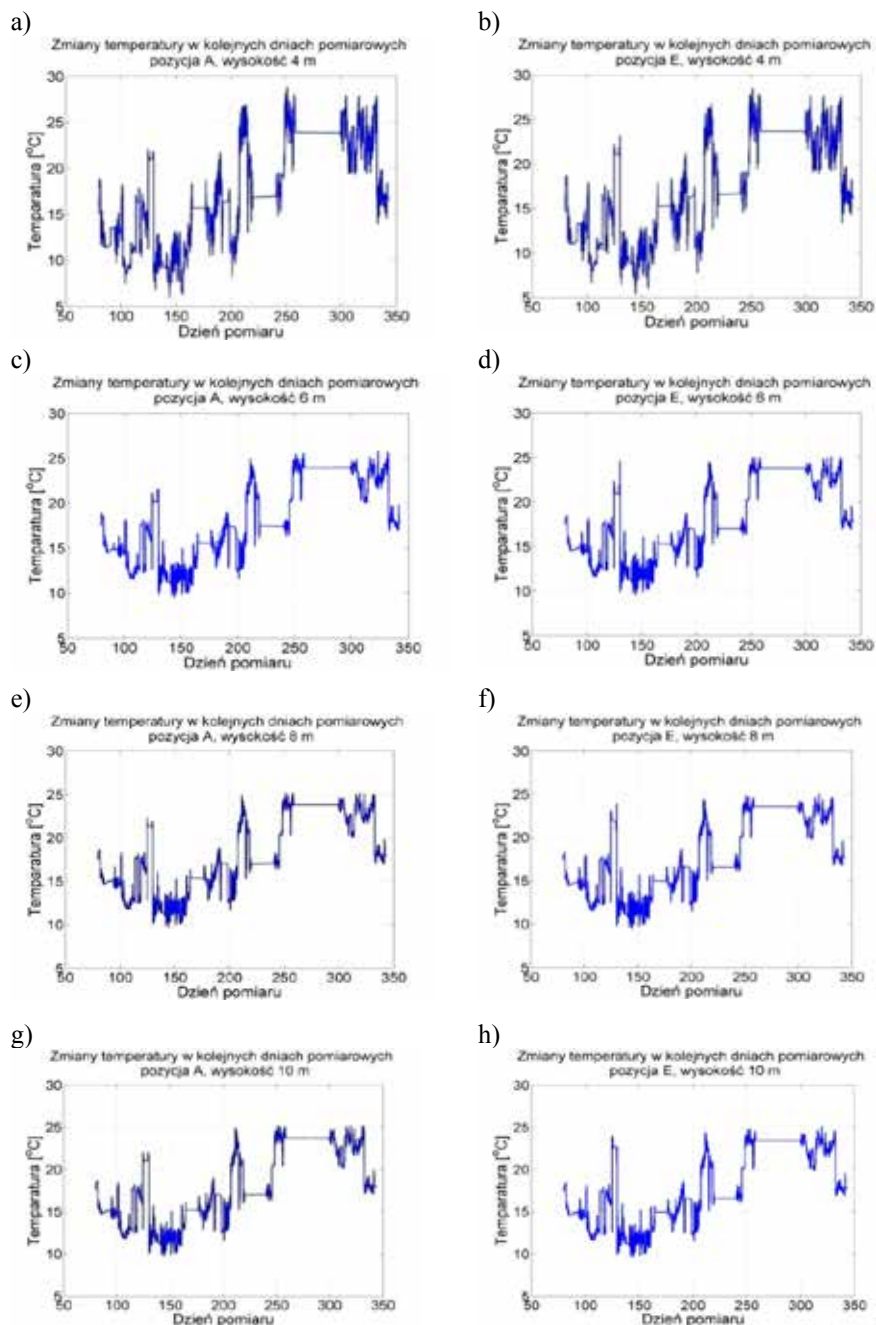 a)
Zmiany temperatury w kolejnych dniach pomiarowych
pozycja A, wysokość 4 m
30
25
20
15
10
5
Temparatura [°C]
50 100 150 200 250 300 350
Dzień pomiaru
b)
Zmiany temperatury w kolejnych dniach pomiarowych
pozycja E, wysokość 4 m
30
25
20
15
10
5
Temparatura [°C]
50 100 150 200 250 300 350
Dzień pomiaru
c)
Zmiany temperatury w kolejnych dniach pomiarowych
pozycja A, wysokość 6 m
30
25
20
15
10
5
Temparatura [°C]
50 100 150 200 250 300 350
Dzień pomiaru
d)
Zmiany temperatury w kolejnych dniach pomiarowych
pozycja E, wysokość 6 m
30
25
20
15
10
5
Temparatura [°C]
50 100 150 200 250 300 350
Dzień pomiaru
e)
Zmiany temperatury w kolejnych dniach pomiarowych
pozycja A, wysokość 8 m
30
25
20
15
10
5
Temparatura [°C]
50 100 150 200 250 300 350
Dzień pomiaru
f)
Zmiany temperatury w kolejnych dniach pomiarowych
pozycja E, wysokość 8 m
30
25
20
15
10
5
Temparatura [°C]
50 100 150 200 250 300 350
Dzień pomiaru
g)
Zmiany temperatury w kolejnych dniach pomiarowych
pozycja A, wysokość 10 m
30
25
20
15
10
5
Temparatura [°C]
50 100 150 200 250 300 350
Dzień pomiaru
h)
Zmiany temperatury w kolejnych dniach pomiarowych
pozycja E, wysokość 10 m
30
25
20
15
10
5
Temparatura [°C]
50 100 150 200 250 300 350
Dzień pomiaru